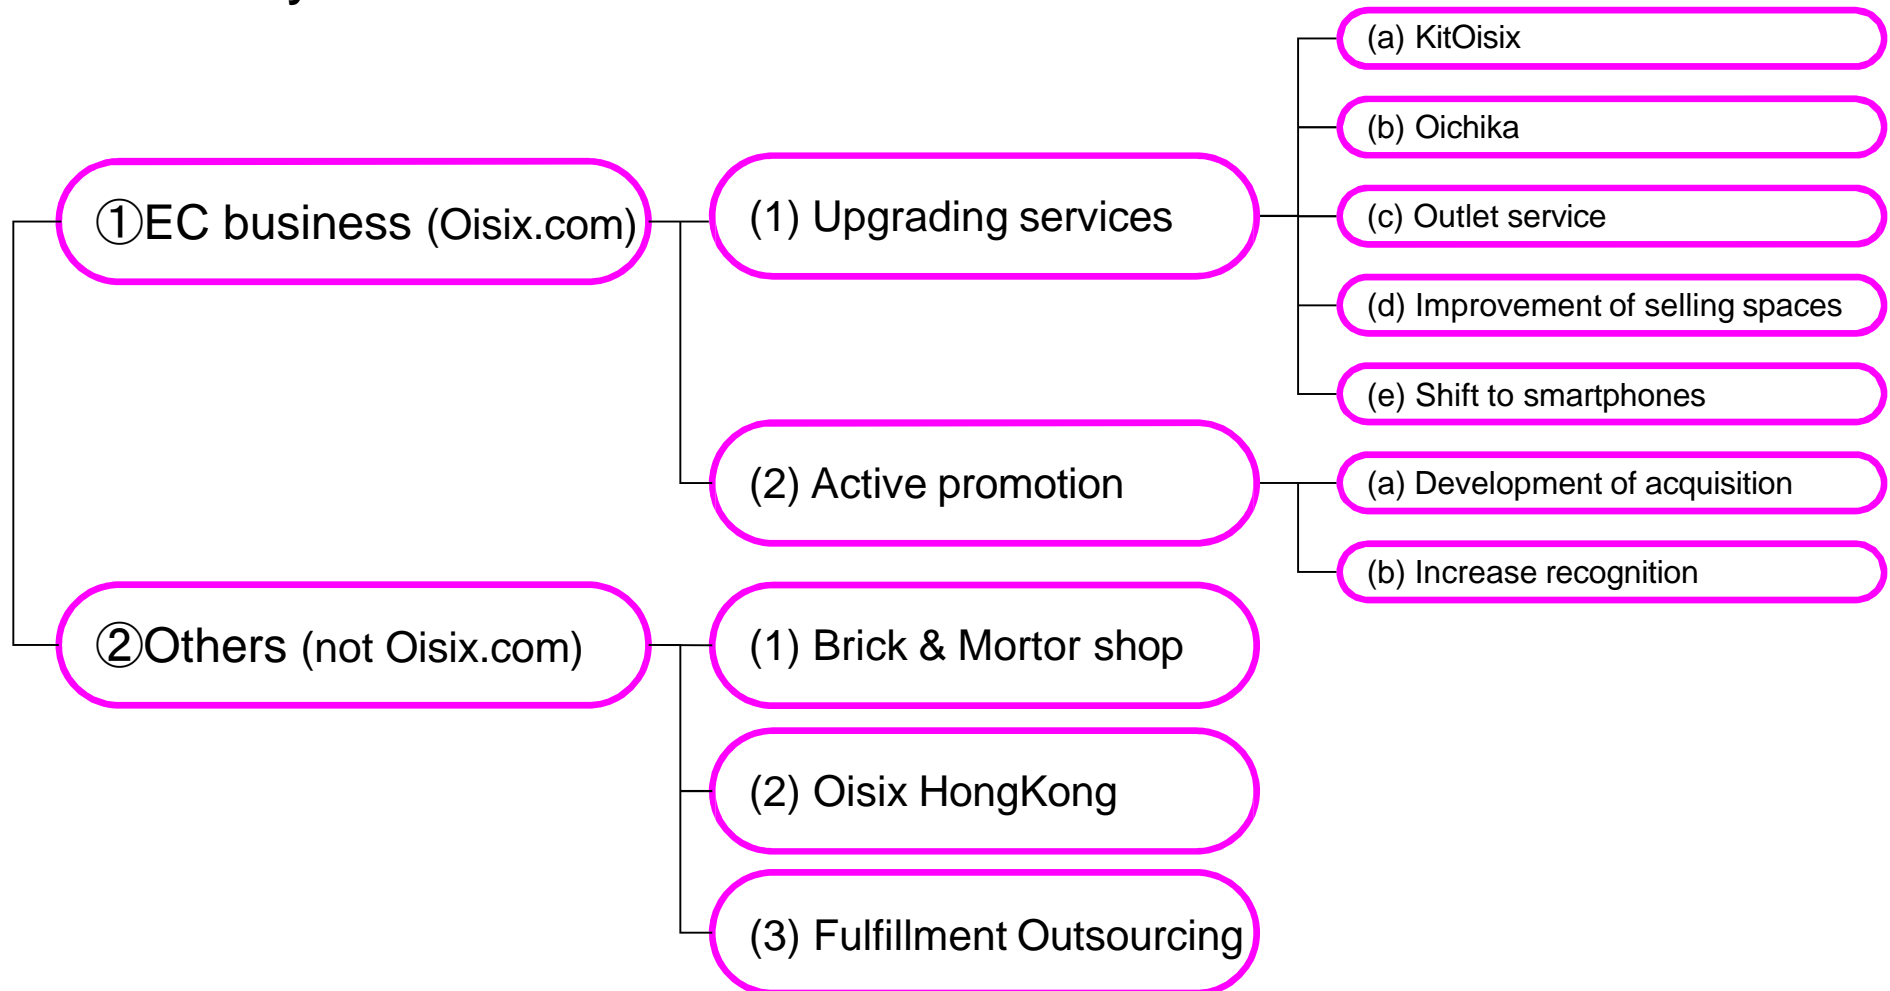 ①EC business (Oisix.com)
(1) Upgrading services
(a) KitOisix
(b) Oichika
(c) Outlet service
(d) Improvement of selling spaces
(e) Shift to smartphones
(2) Active promotion
(a) Development of acquisition
(b) Increase recognition
②Others (not Oisix.com)
(1) Brick & Mortor shop
(2) Oisix HongKong
(3) Fulfillment Outsourcing